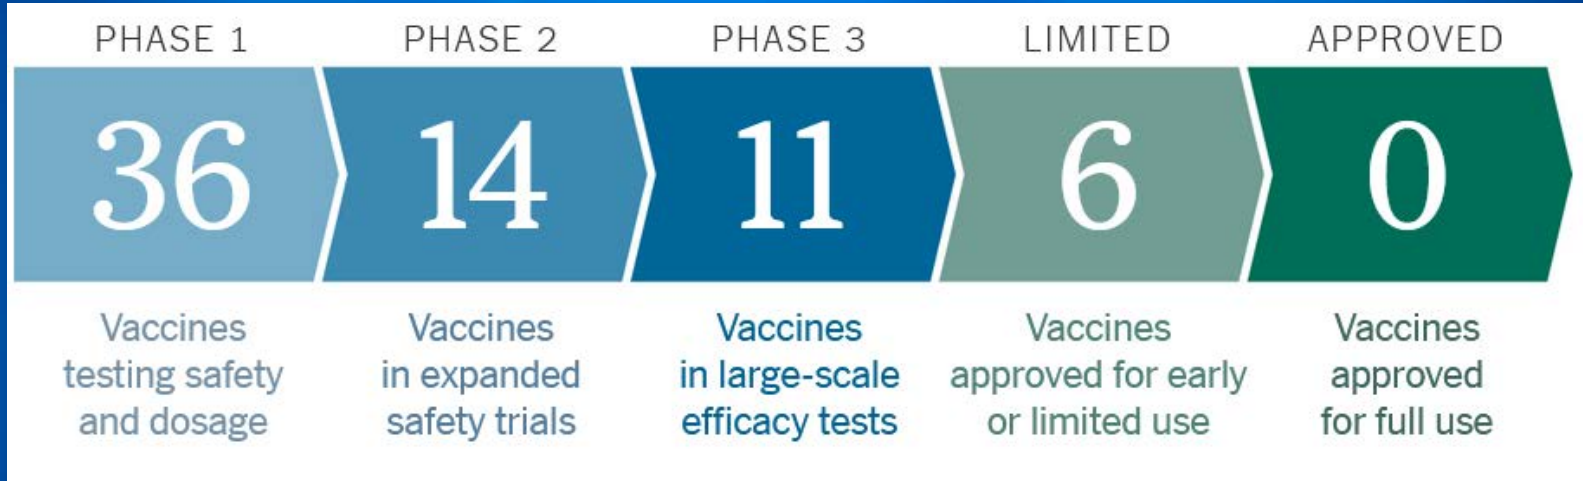 PHASE 1
36
Vaccines
testing safety
and dosage
PHASE 2
14
Vaccines
in expanded
safety trials
PHASE 3
11
Vaccines
in large-scale
efficacy tests
LIMITED
6
Vaccines
approved for early
or limited use
APPROVED
0
Vaccines
approved
for full use